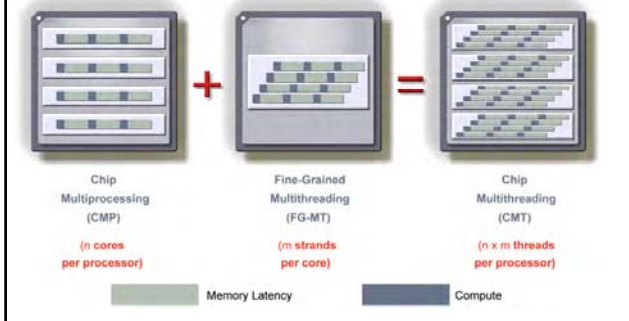 Chip
Multiprocessing
(CMP)
(n cores
per processor)
+
Fine-Grained
Multithreading
(FG-MT)
(m strands
per core)
=
Chip
Multithreading
(CMT)
(n x m threads
per processor)
Memory Latency
Compute